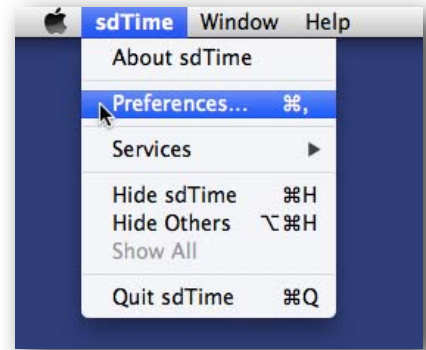 sdTime Window Help
About sdTime
Preferences... ⌘,
Services ▶
Hide sdTime ⌘H
Hide Others ⌥⌘H
Show All
Quit sdTime ⌘Q